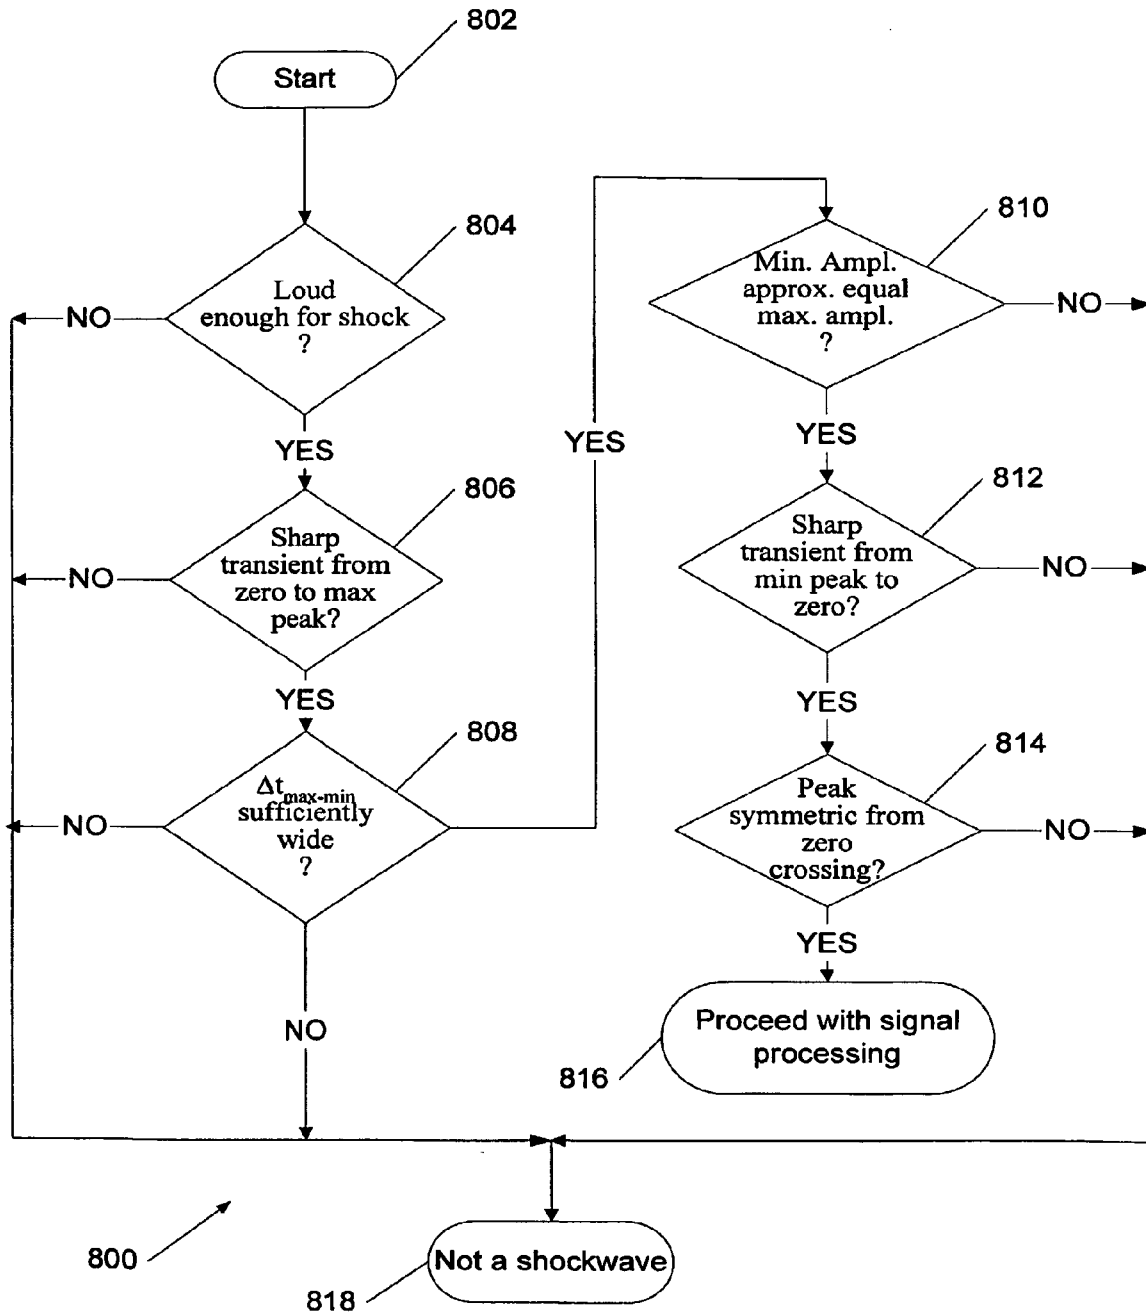 802
Start
804
Loud
enough for shock
?
NO
YES
806
Sharp
transient from
zero to max
peak?
NO
YES
808
Δtmax-min
sufficiently
wide
?
NO
NO
YES
810
Min. Ampl.
approx. equal
max. ampl.
?
NO
YES
812
Sharp
transient from
min peak to
zero?
NO
YES
814
Peak
symmetric from
zero
crossing?
NO
YES
Proceed with signal
processing
816
800
Not a shockwave
818